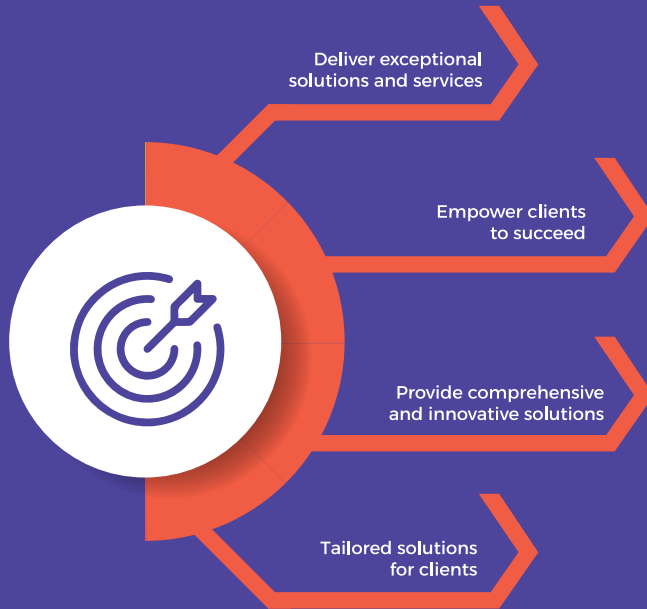 Deliver exceptional
solutions and services
Empower clients
to succeed
Provide comprehensive
and innovative solutions
Tailored solutions
for clients